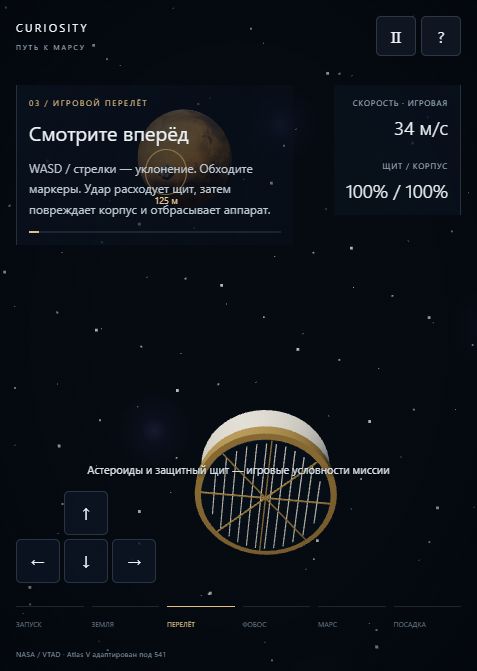 CURIOSITY
ПУТЬ К МАРСУ
II
?
03 / ИГРОВОЙ ПЕРЕЛЁТ
Смотрите вперёд
WASD / стрелки — уклонение. Обходите
маркеры. Удар расходует щит, затем
повреждает корпус и отбрасывает аппарат.
125 м
СКОРОСТЬ · ИГРОВАЯ
34 м/с
ЩИТ / КОРПУС
100% / 100%
Астероиды и защитный щит — игровые условности миссии
↑
← ↓ →
ЗАПУСК ЗЕМЛЯ ПЕРЕЛЁТ ФОБОС МАРС ПОСАДКА
NASA / VTAD · Atlas V адаптирован под 541